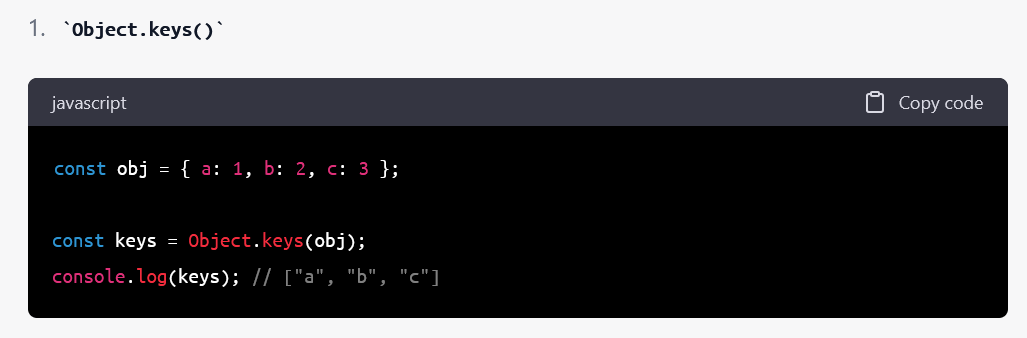 1. `Object.keys()`
javascript
Copy code
const obj = { a: 1, b: 2, c: 3 };
const keys = Object.keys(obj);
console.log(keys); // ["a", "b", "c"]